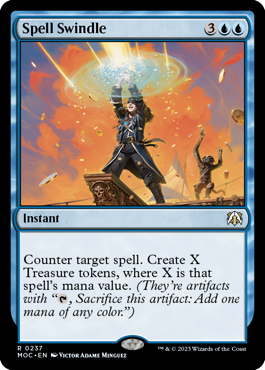 Spell Swindle 3
Instant
Counter target spell. Create X
Treasure tokens, where X is that
spell's mana value. (They're artifacts
with “, Sacrifice this artifact: Add one
mana of any color.”)
R 0237
MOC • EN VICTOR ADAME MINGUEZ
™ & © 2023 Wizards of the Coast